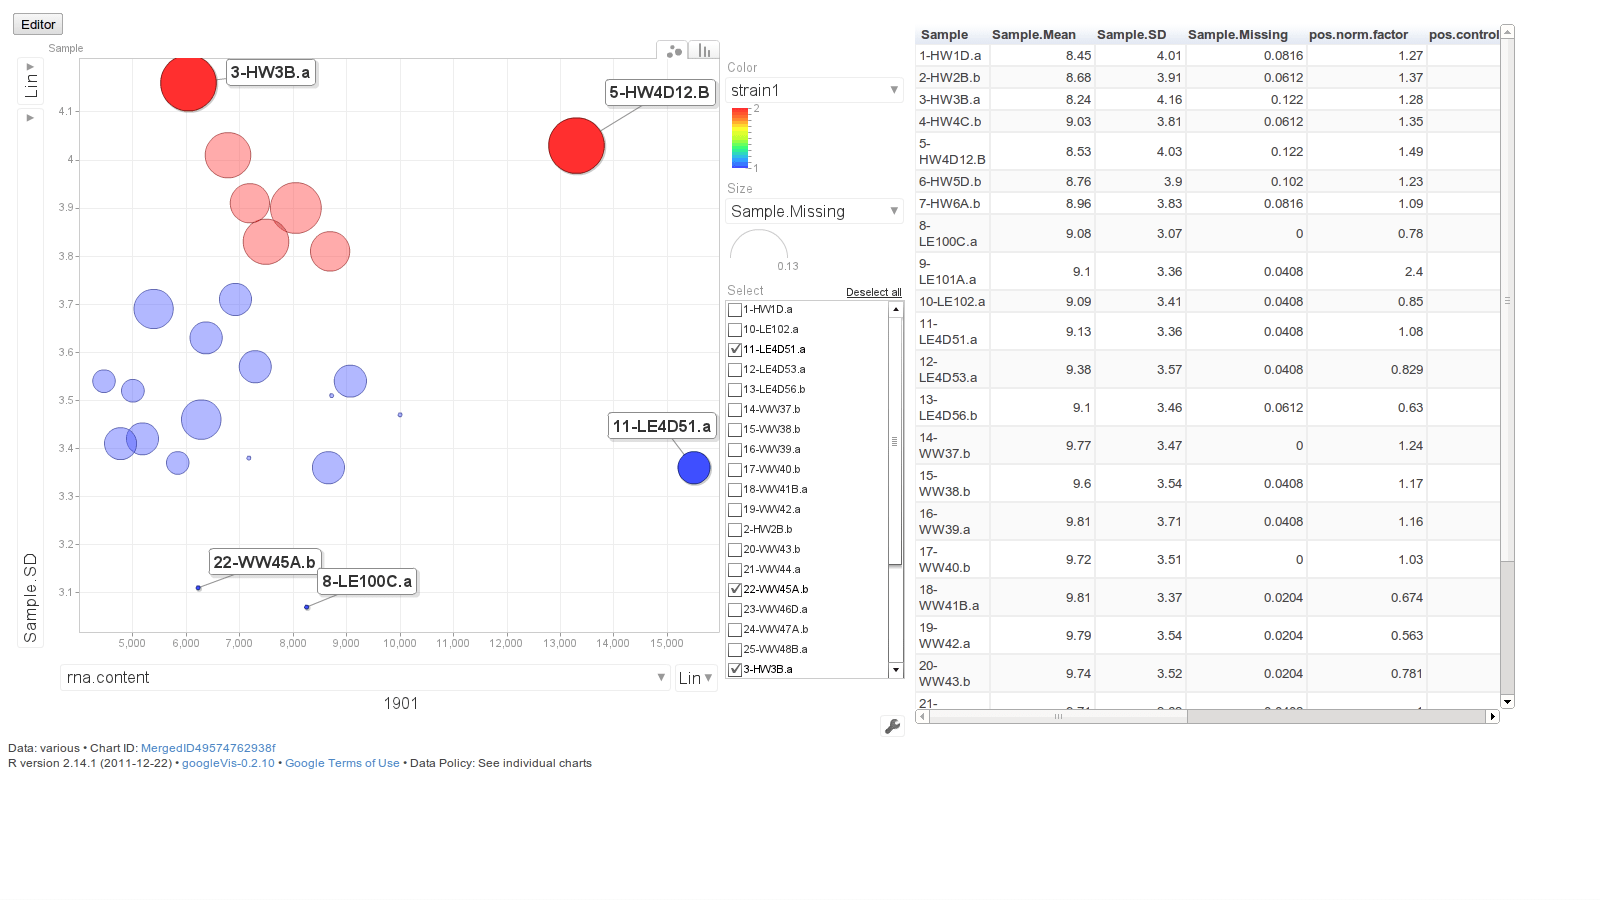 Editor
Sample
Lin
Sample.SD
4.1
4
3.9
3.8
3.7
3.6
3.5
3.4
3.3
3.2
3.1
3-HW3B.a
5-HW4D12.B
11-LE4D51.a
22-WW45A.b
8-LE100C.a
5,000 6,000 7,000 8,000 9,000 10,000 11,000 12,000 13,000 14,000 15,000
rna.content
Lin
1901
Color
strain1
2
1
Size
Sample.Missing
0.13
Select Deselect all
1-HW1D.a
10-LE102.a
11-LE4D51.a
12-LE4D53.a
13-LE4D56.b
14-WW37.b
15-WW38.b
16-WW39.a
17-WW40.b
18-WW41B.a
19-WW42.a
2-HW2B.b
20-WW43.b
21-WW44.a
22-WW45A.b
23-WW46D.a
24-WW47A.b
25-WW48B.a
3-HW3B.a
Sample Sample.Mean Sample.SD Sample.Missing pos.norm.factor pos.control
1-HW1D.a 8.45 4.01 0.0816 1.27
2-HW2B.b 8.68 3.91 0.0612 1.37
3-HW3B.a 8.24 4.16 0.122 1.28
4-HW4C.b 9.03 3.81 0.0612 1.35
5-
HW4D12.B 8.53 4.03 0.122 1.49
6-HW5D.b 8.76 3.9 0.102 1.23
7-HW6A.b 8.96 3.83 0.0816 1.09
8-
LE100C.a 9.08 3.07 0 0.78
9-
LE101A.a 9.1 3.36 0.0408 2.4
10-LE102.a 9.09 3.41 0.0408 0.85
11-
LE4D51.a 9.13 3.36 0.0408 1.08
12-
LE4D53.a 9.38 3.57 0.0408 0.829
13-
LE4D56.b 9.1 3.46 0.0612 0.63
14-
WW37.b 9.77 3.47 0 1.24
15-
WW38.b 9.6 3.54 0.0408 1.17
16-
WW39.a 9.81 3.71 0.0408 1.16
17-
WW40.b 9.72 3.51 0 1.03
18-
WW41B.a 9.81 3.37 0.0204 0.674
19-
WW42.a 9.79 3.54 0.0204 0.563
20-
WW43.b 9.74 3.52 0.0204 0.781
21-
Data: various • Chart ID: MergedID49574762938f
R version 2.14.1 (2011-12-22) • googleVis-0.2.10 • Google Terms of Use • Data Policy: See individual charts